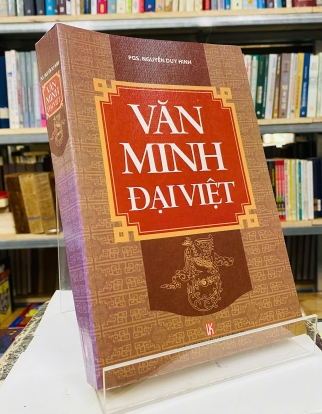 PGS. NGUYỄN DUY HINH
VĂN
MINH
ĐẠI VIỆT